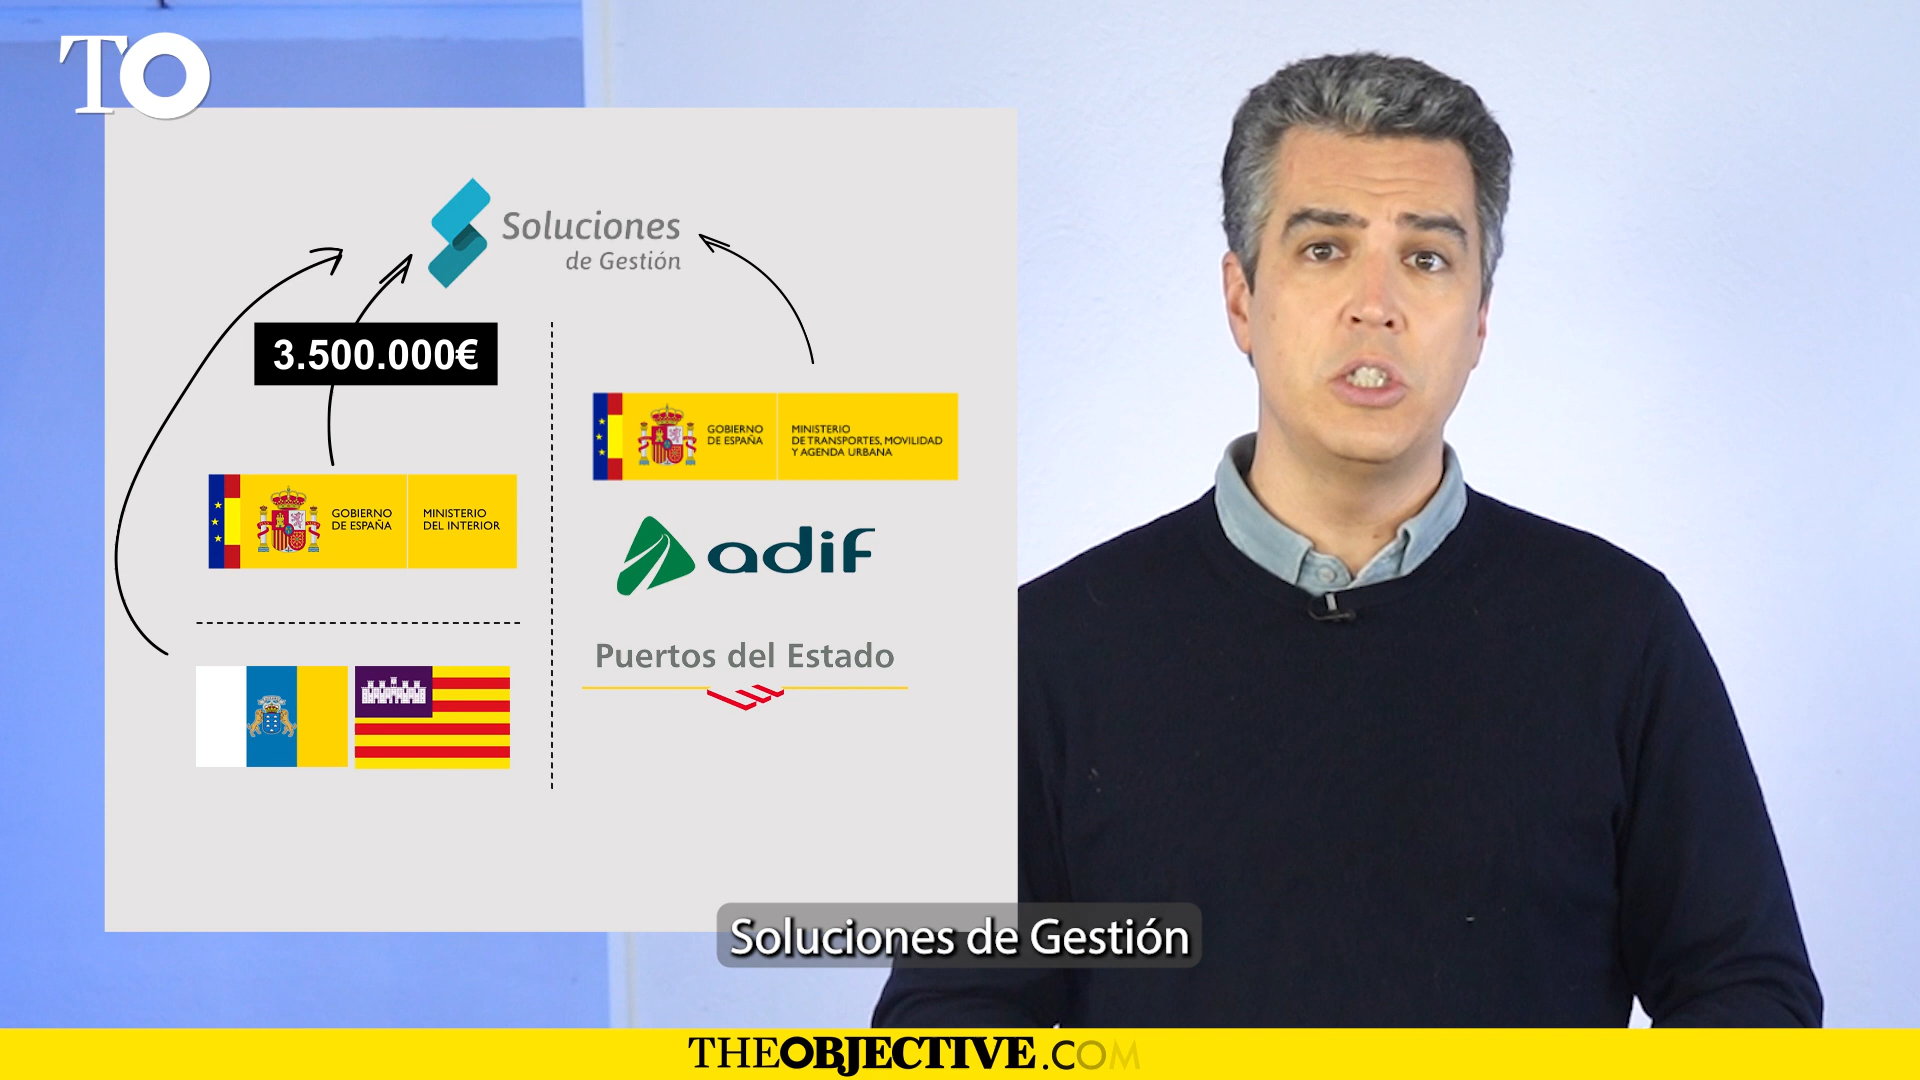 TO
Soluciones
de Gestión
3.500.000€
GOBIERNO
DE ESPAÑA
MINISTERIO
DE TRANSPORTES, MOVILIDAD
Y AGENDA URBANA
GOBIERNO
DE ESPAÑA
MINISTERIO
DEL INTERIOR
adif
Puertos del Estado
Soluciones de Gestión
THEOBJECTIVE.COM